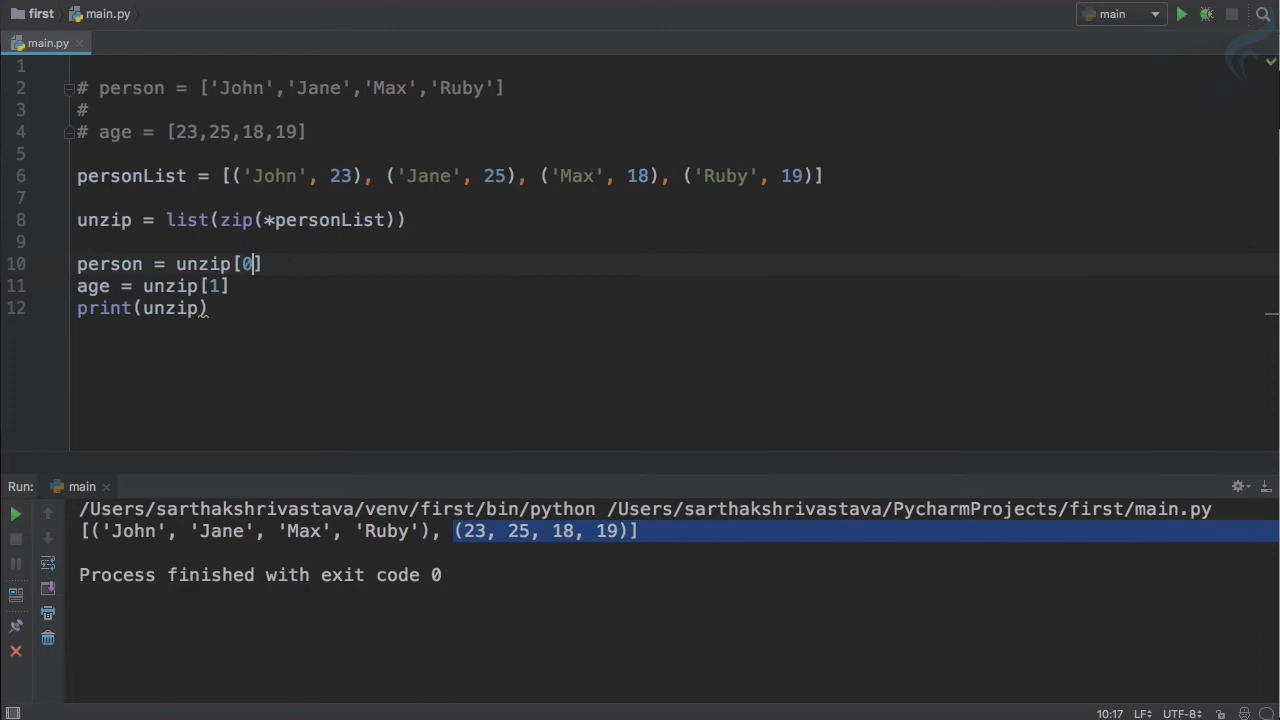 first main.py main
main.py
1
2 # person = ['John','Jane','Max','Ruby']
3 #
4 # age = [23,25,18,19]
5
6 personList = [('John', 23), ('Jane', 25), ('Max', 18), ('Ruby', 19)]
7
8 unzip = list(zip(*personList))
9
10 person = unzip[0]
11 age = unzip[1]
12 print(unzip)
Run: main
/Users/sarthakshrivastava/venv/first/bin/python /Users/sarthakshrivastava/PycharmProjects/first/main.py
[('John', 'Jane', 'Max', 'Ruby'), (23, 25, 18, 19)]
Process finished with exit code 0
10:17 LF UTF-8